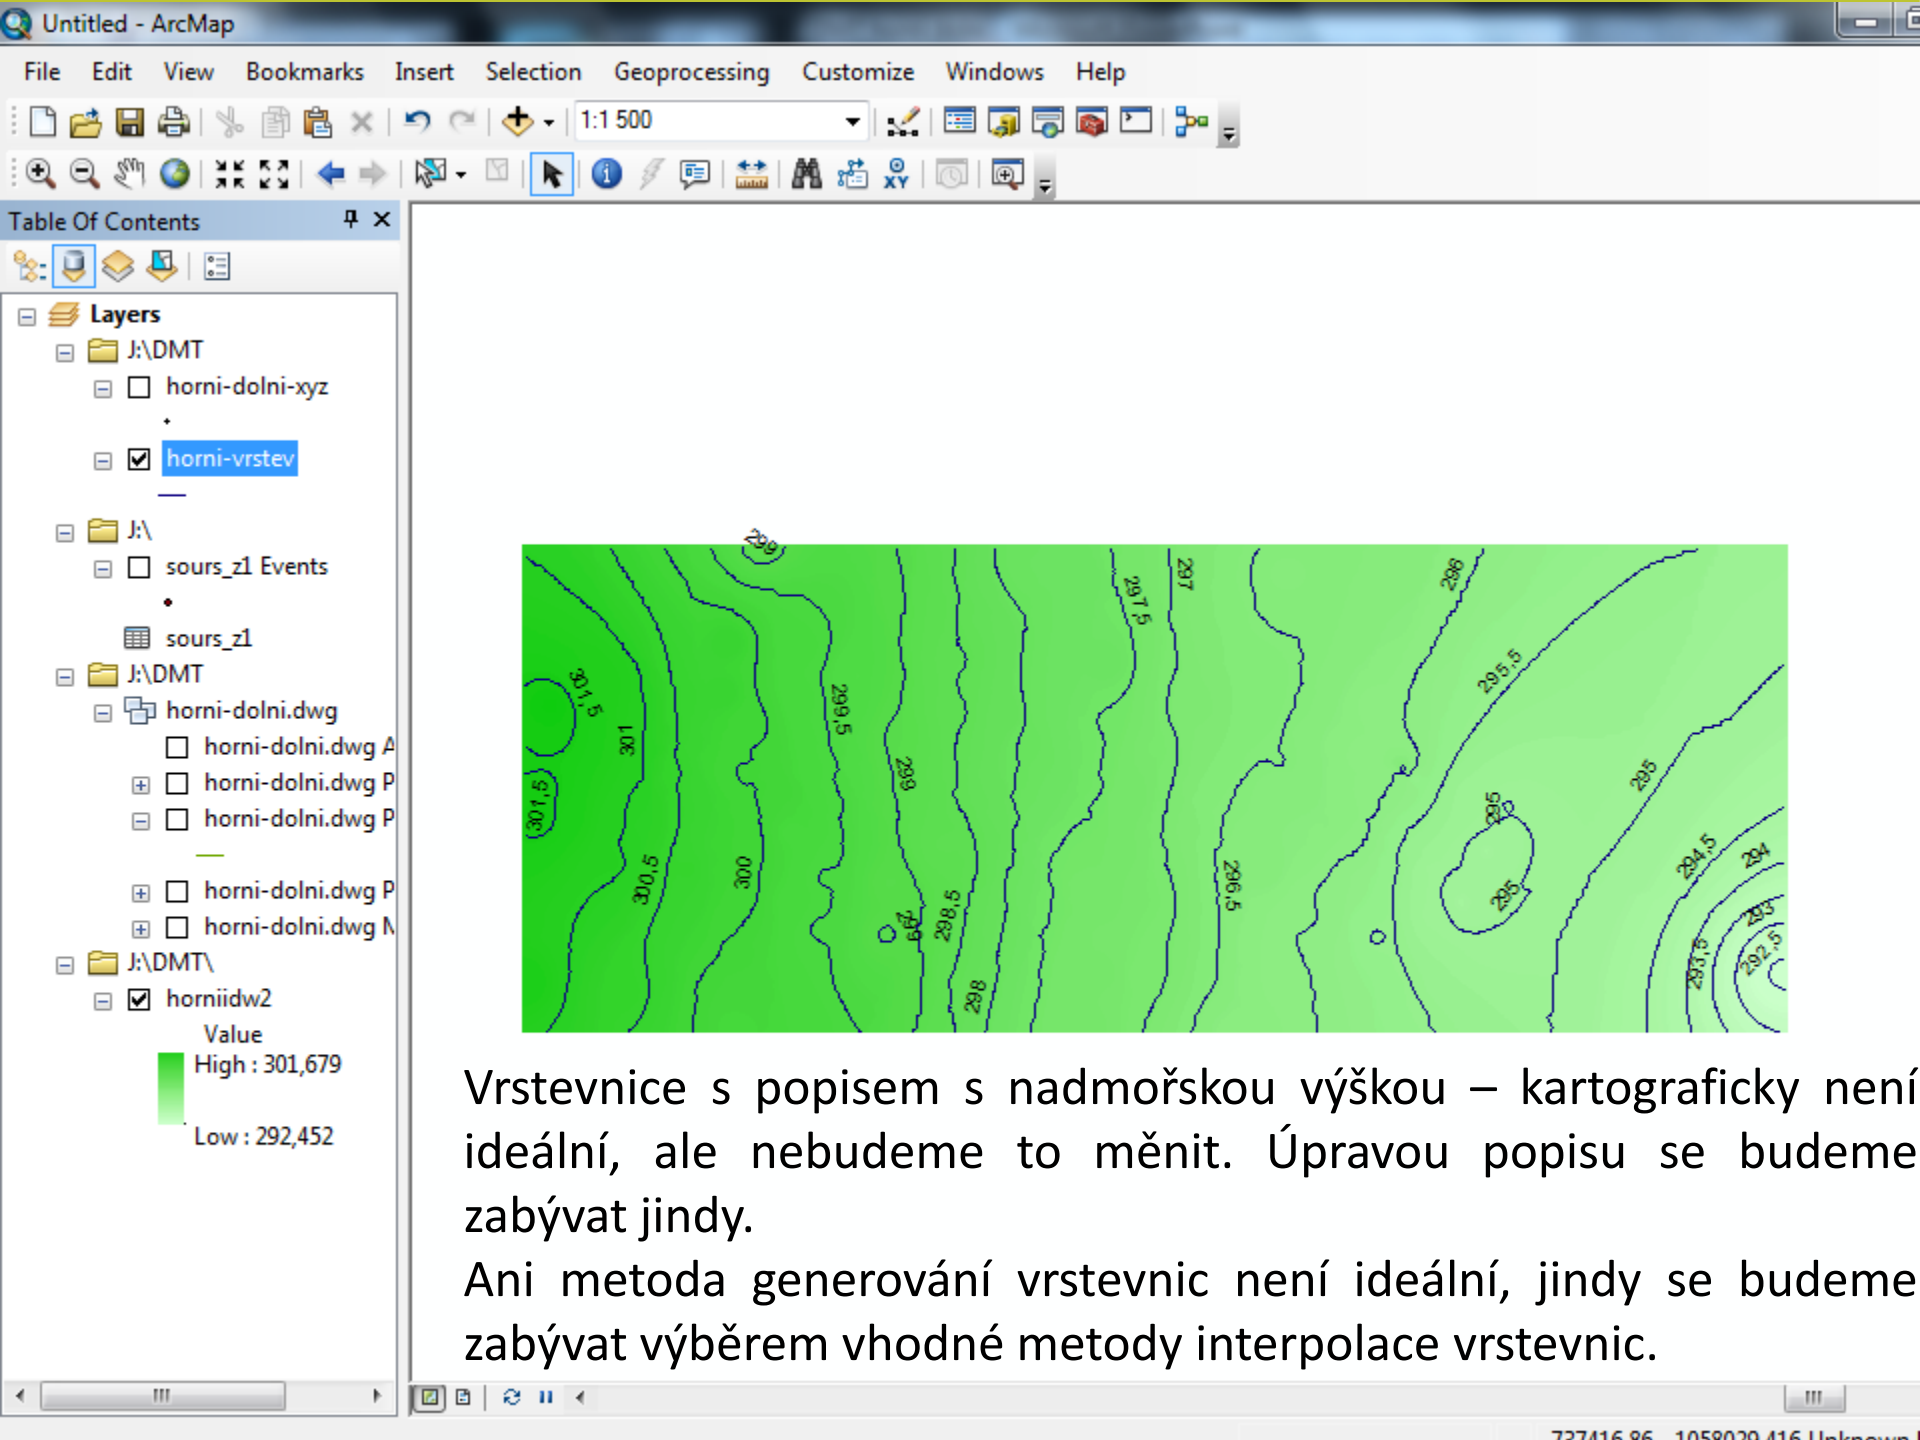 Untitled - ArcMap
File Edit View Bookmarks Insert Selection Geoprocessing Customize Windows Help
1:1 500
XY
Table Of Contents
Layers
J:\DMT
horni-dolni-xyz
horni-vrstev
J:\
sours_z1 Events
sours_z1
J:\DMT
horni-dolni.dwg
horni-dolni.dwg A
horni-dolni.dwg P
horni-dolni.dwg P
horni-dolni.dwg P
horni-dolni.dwg M
J:\DMT\
horniidw2
Value
High : 301,679
Low : 292,452
299
297,5
297
296
295,5
301,5
301
299,5
299
295
301,5
295
300,5
300
296,5
295
294,5
294
299
298,5
293
293,5
292,5
298
Vrstevnice s popisem s nadmořskou výškou – kartograficky není
ideální, ale nebudeme to měnit. Úpravou popisu se budeme
zabývat jindy.
Ani metoda generování vrstevnic není ideální, jindy se budeme
zabývat výběrem vhodné metody interpolace vrstevnic.